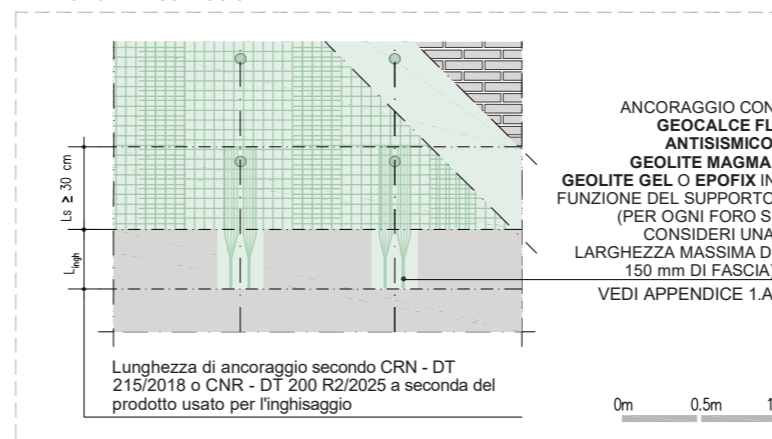 Ls ≥ 30 cm
Lingh
ANCORAGGIO CON
GEOCALCE FL
ANTISISMICO
GEOLITE MAGMA
GEOLITE GEL O EPOFIX IN
FUNZIONE DEL SUPPORTO
(PER OGNI FORO S
CONSIDERI UNA
LARGHEZZA MASSIMA D
150 mm DI FASCIA)
VEDI APPENDICE 1.A
Lunghezza di ancoraggio secondo CRN - DT
215/2018 o CNR - DT 200 R2/2025 a seconda del
prodotto usato per l'inghisaggio
0m 0.5m 1